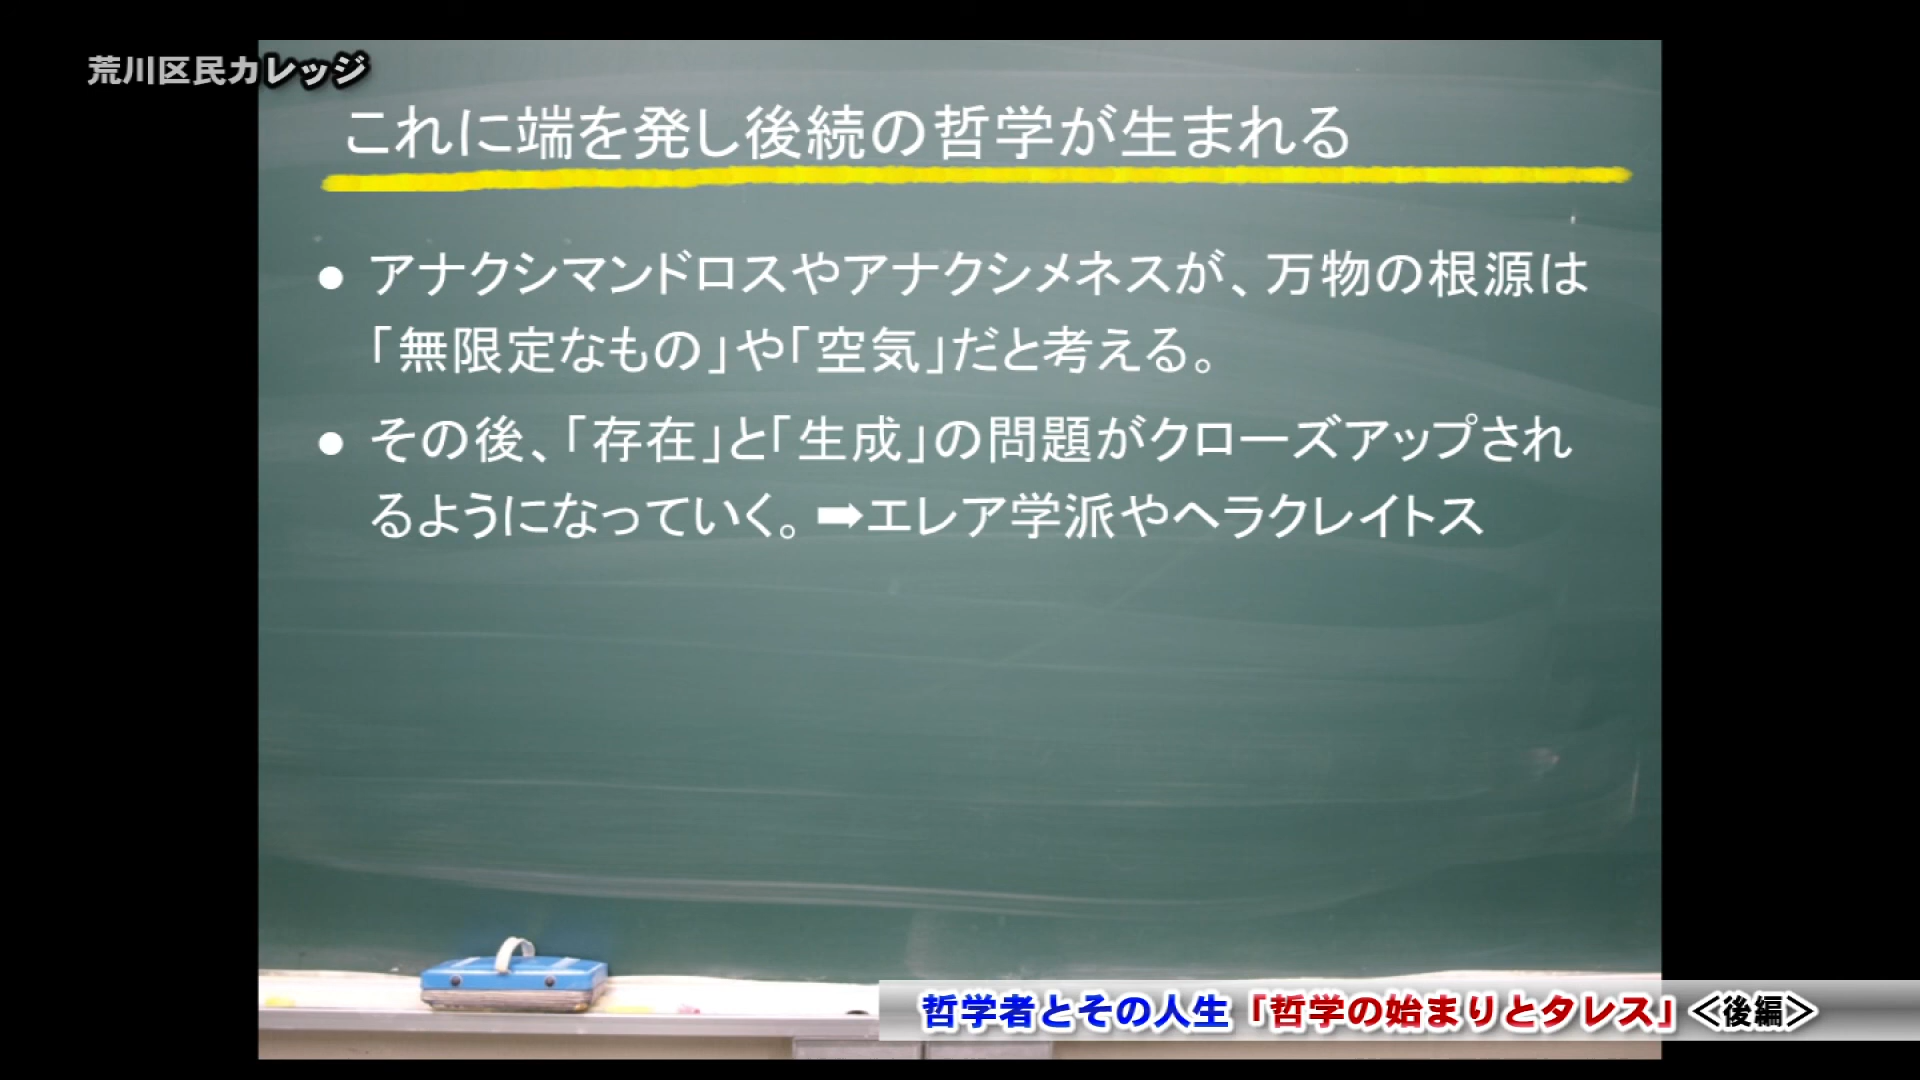 荒川区民カレッジ
これに端を発し後続の哲学が生まれる
● アナクシマンドロスやアナクシメネスが、万物の根源は
「無限定なもの」や「空気」だと考える。
● その後、「存在」と「生成」の問題がクローズアップされ
るようになっていく。➡エレア学派やヘラクレイトス
哲学者とその人生「哲学の始まりとタレス」<後編>